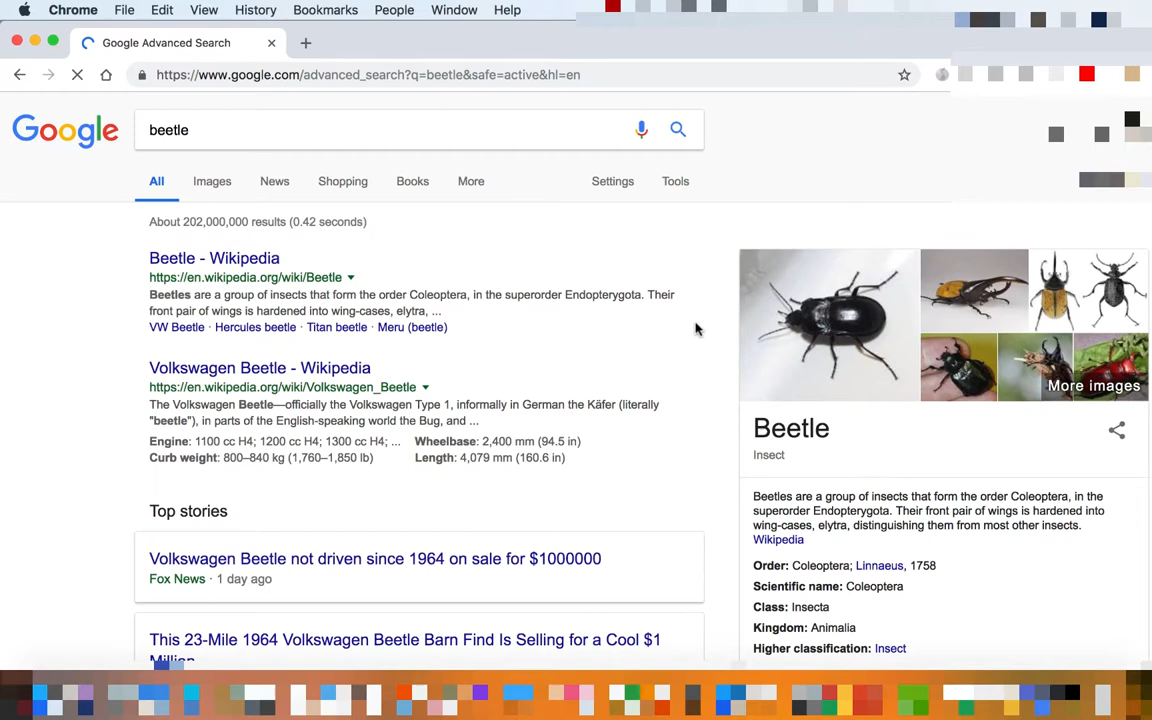 Chrome File Edit View History Bookmarks People Window Help
Google Advanced Search
https://www.google.com/advanced_search?q=beetle&safe=active&hl=en
Google
beetle
All Images News Shopping Books More Settings Tools
About 202,000,000 results (0.42 seconds)
Beetle - Wikipedia
https://en.wikipedia.org/wiki/Beetle
Beetles are a group of insects that form the order Coleoptera, in the superorder Endopterygota. Their
front pair of wings is hardened into wing-cases, elytra, ...
VW Beetle · Hercules beetle · Titan beetle · Meru (beetle)
Volkswagen Beetle - Wikipedia
https://en.wikipedia.org/wiki/Volkswagen_Beetle
The Volkswagen Beetle—officially the Volkswagen Type 1, informally in German the Käfer (literally
"beetle"), in parts of the English-speaking world the Bug, and ...
Engine: 1100 cc H4; 1200 cc H4; 1300 cc H4; ... Wheelbase: 2,400 mm (94.5 in)
Curb weight: 800–840 kg (1,760–1,850 lb) Length: 4,079 mm (160.6 in)
Top stories
Volkswagen Beetle not driven since 1964 on sale for $1000000
Fox News · 1 day ago
This 23-Mile 1964 Volkswagen Beetle Barn Find Is Selling for a Cool $1
Million
More images
Beetle
Insect
Beetles are a group of insects that form the order Coleoptera, in the
superorder Endopterygota. Their front pair of wings is hardened into
wing-cases, elytra, distinguishing them from most other insects.
Wikipedia
Order: Coleoptera; Linnaeus, 1758
Scientific name: Coleoptera
Class: Insecta
Kingdom: Animalia
Higher classification: Insect